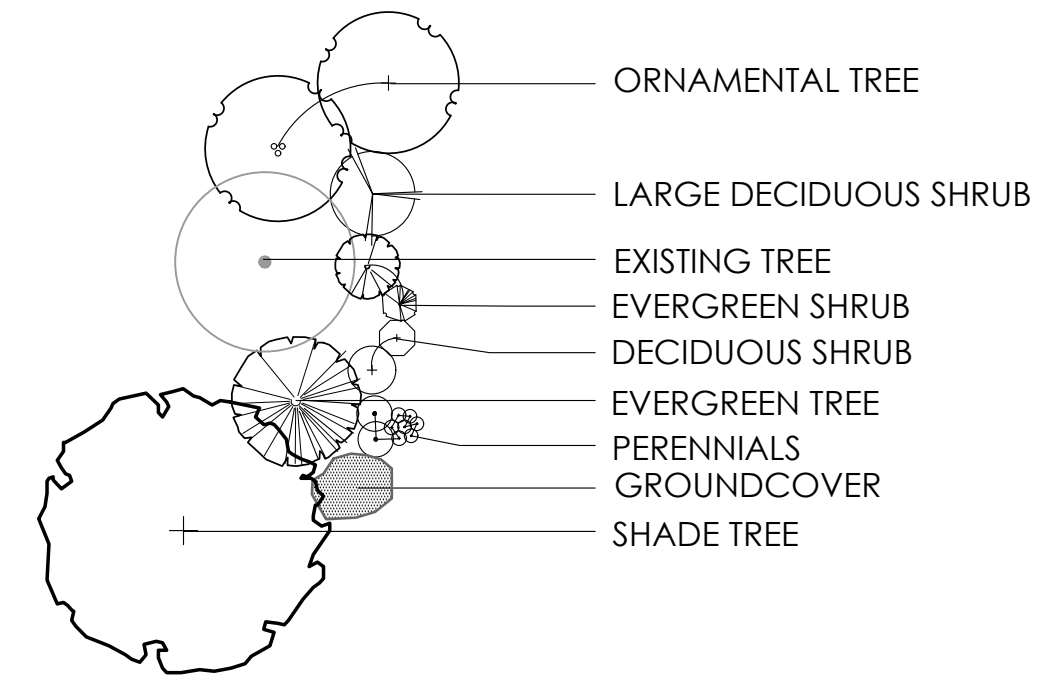 ORNAMENTAL TREE
LARGE DECIDUOUS SHRUB
EXISTING TREE
EVERGREEN SHRUB
DECIDUOUS SHRUB
EVERGREEN TREE
PERENNIALS
GROUNDCOVER
SHADE TREE